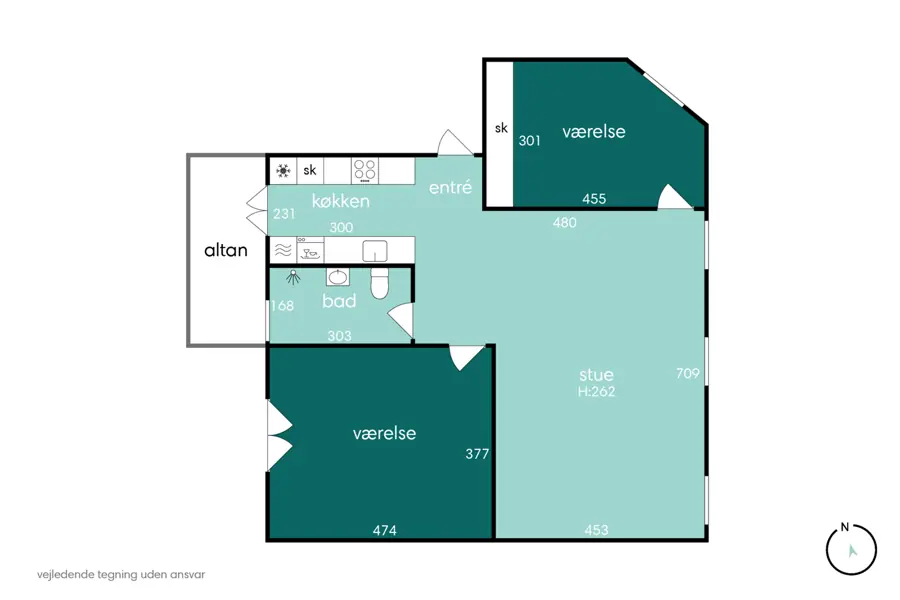 sk
værelse
301
455
sk
entré
køkken
231
300
480
altan
168
bad
303
stue
H:262
709
værelse
377
474
453
N
vejledende tegning uden ansvar